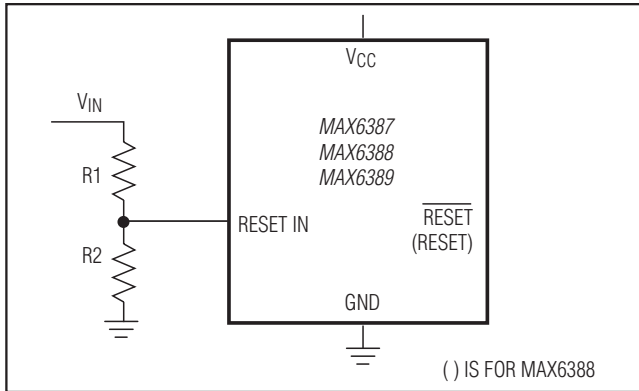 VCC
VIN
MAX6387
MAX6388
MAX6389
R1
RESET IN
RESET
(RESET)
R2
GND
( ) IS FOR MAX6388